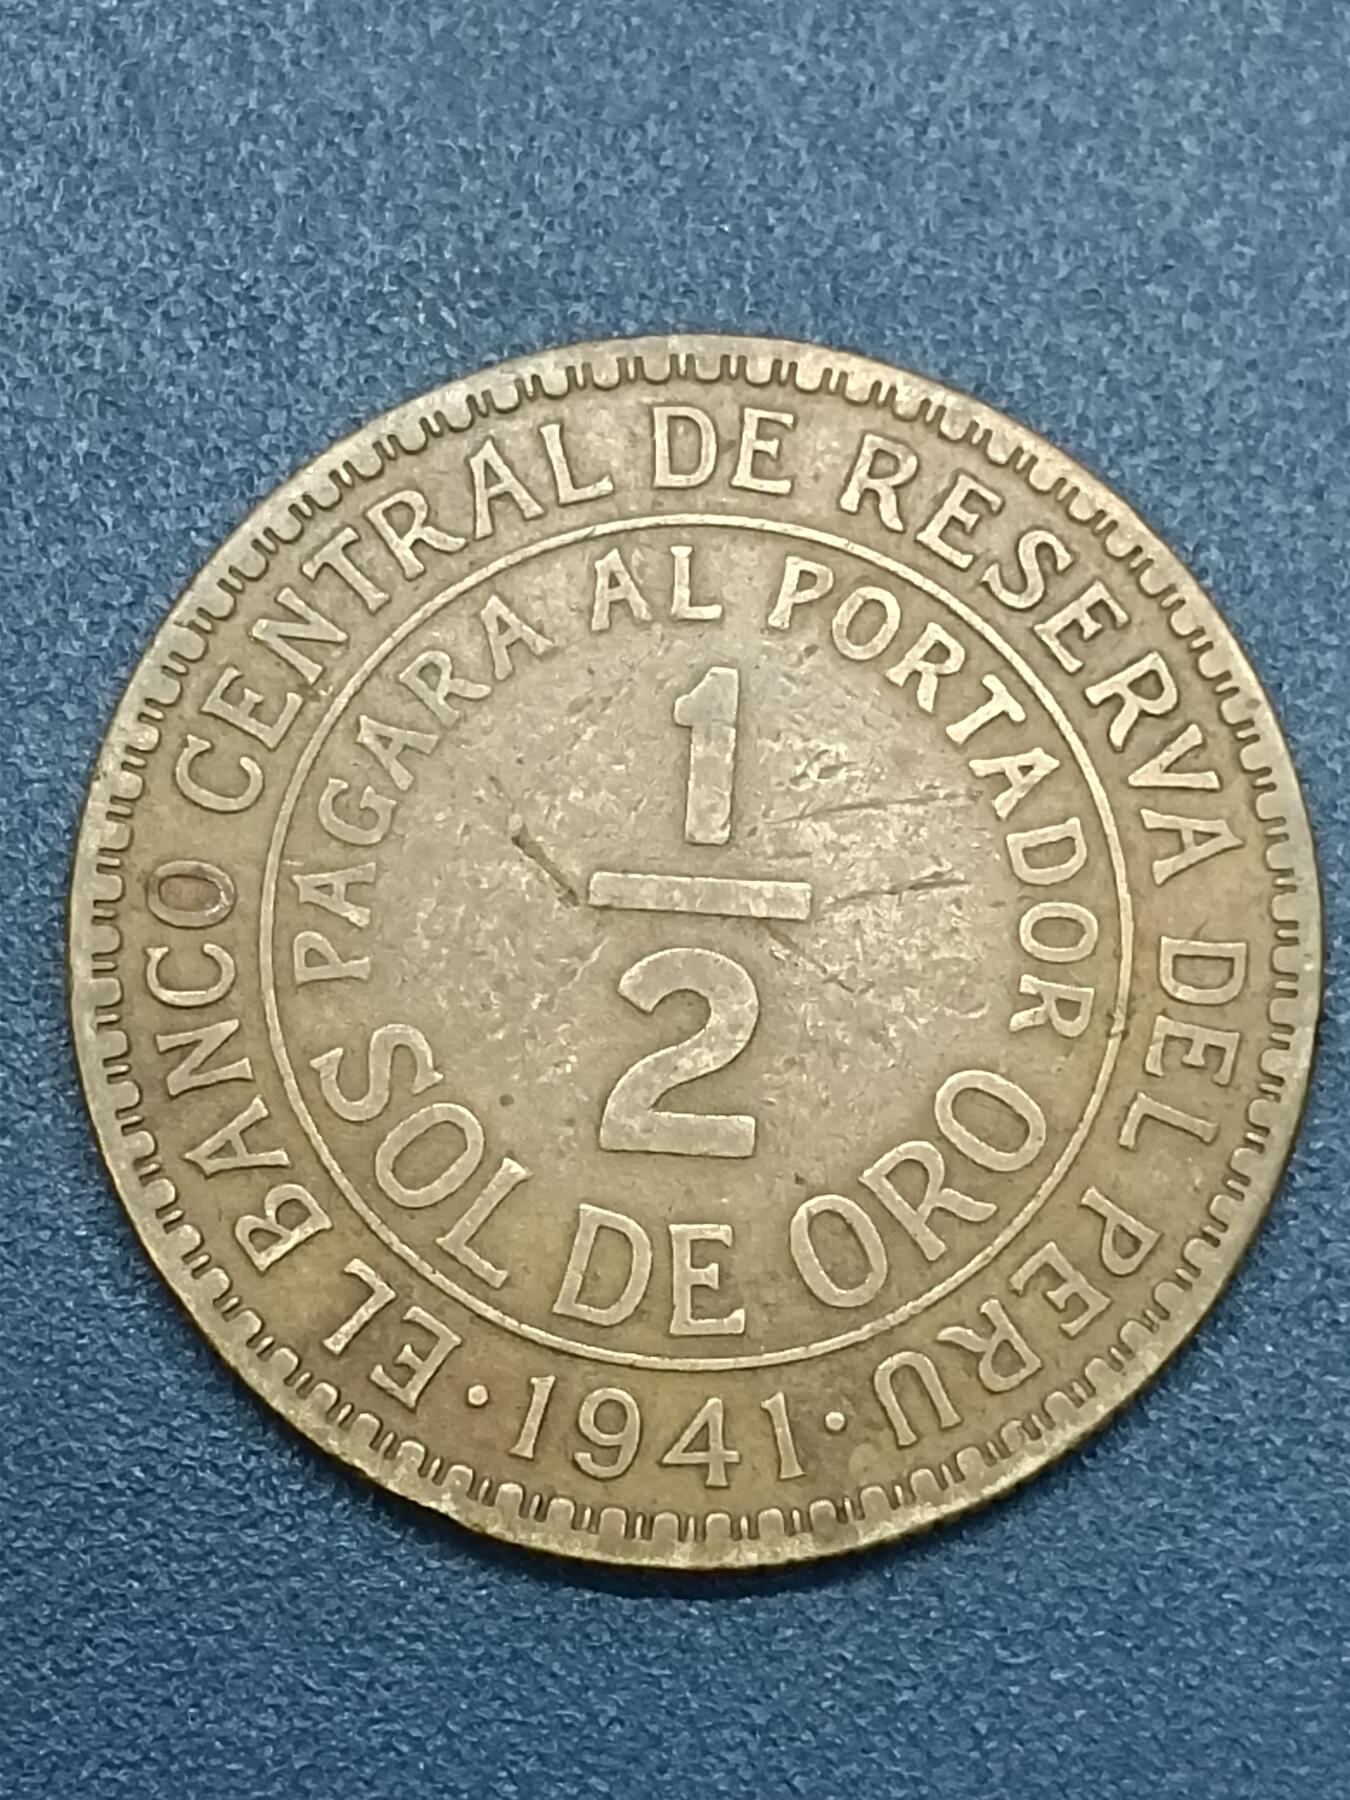 EL BANCO CENTRAL DE RESERVA DEL PERU
PAGARA AL PORTADOR
1
2
SOL DE ORO
· 1941 ·